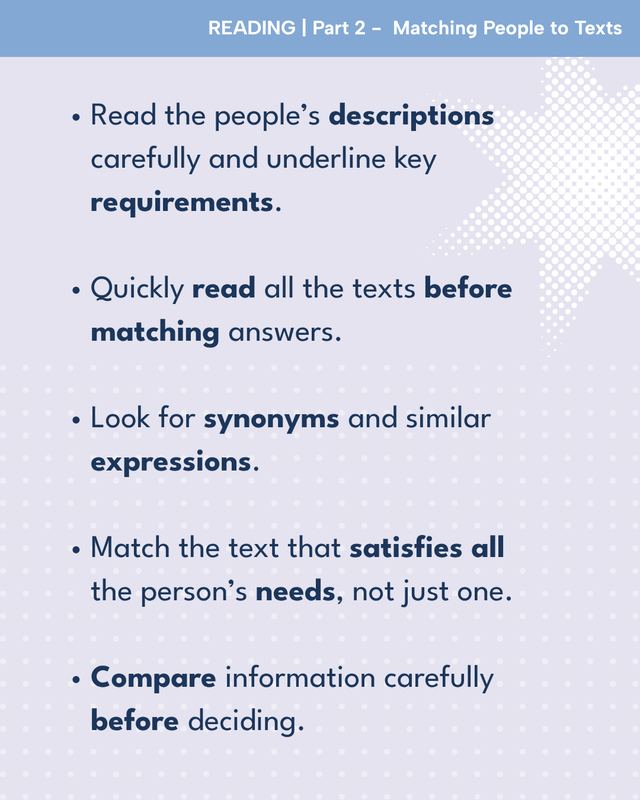 READING | Part 2 – Matching People to Texts
• Read the people’s descriptions
carefully and underline key
requirements.
• Quickly read all the texts before
matching answers.
• Look for synonyms and similar
expressions.
• Match the text that satisfies all
the person’s needs, not just one.
• Compare information carefully
before deciding.